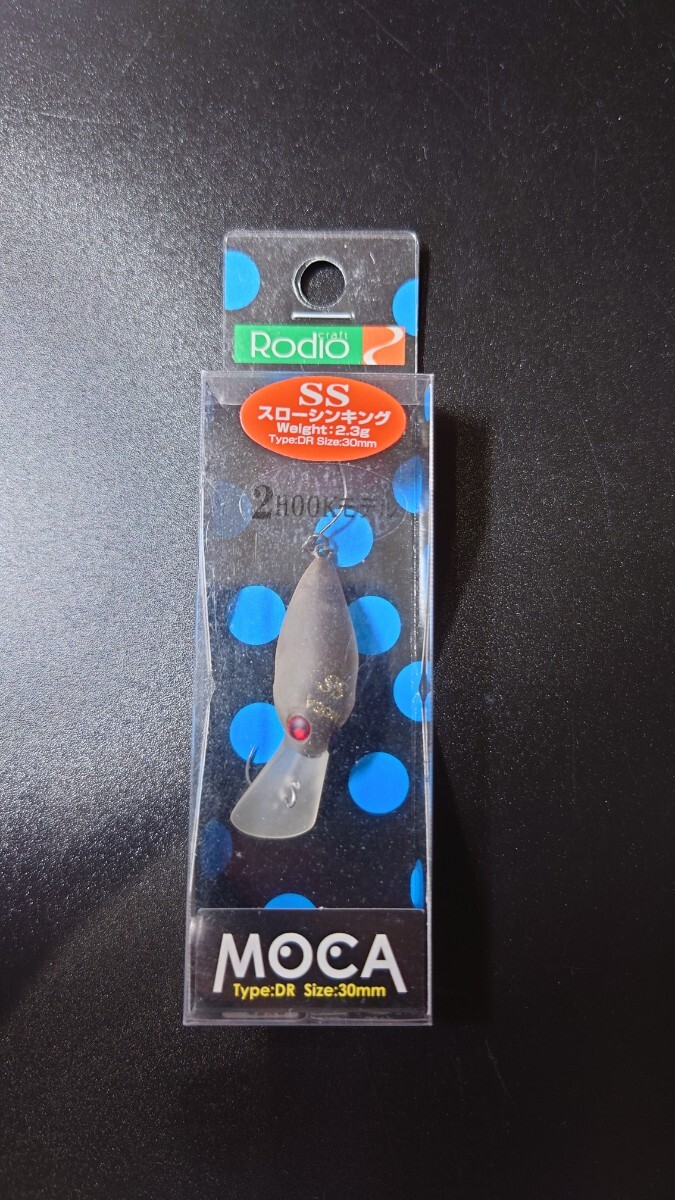 Rodio craft
SS
スローシンキング
Weight:2.3g
Type:DR Size:30mm
2HOOKモデル
SS
MOCA
Type:DR Size:30mm